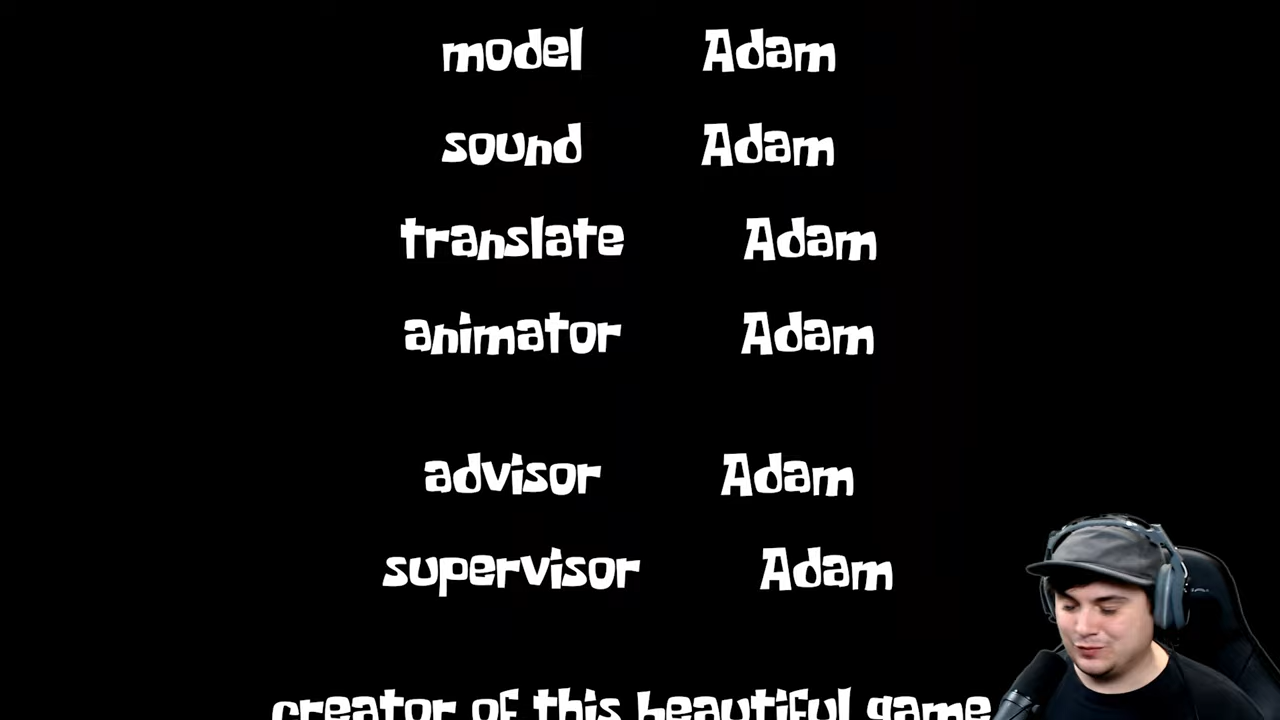 model Adam
sound Adam
translate Adam
animator Adam
advisor Adam
supervisor Adam
creator of this beautiful game